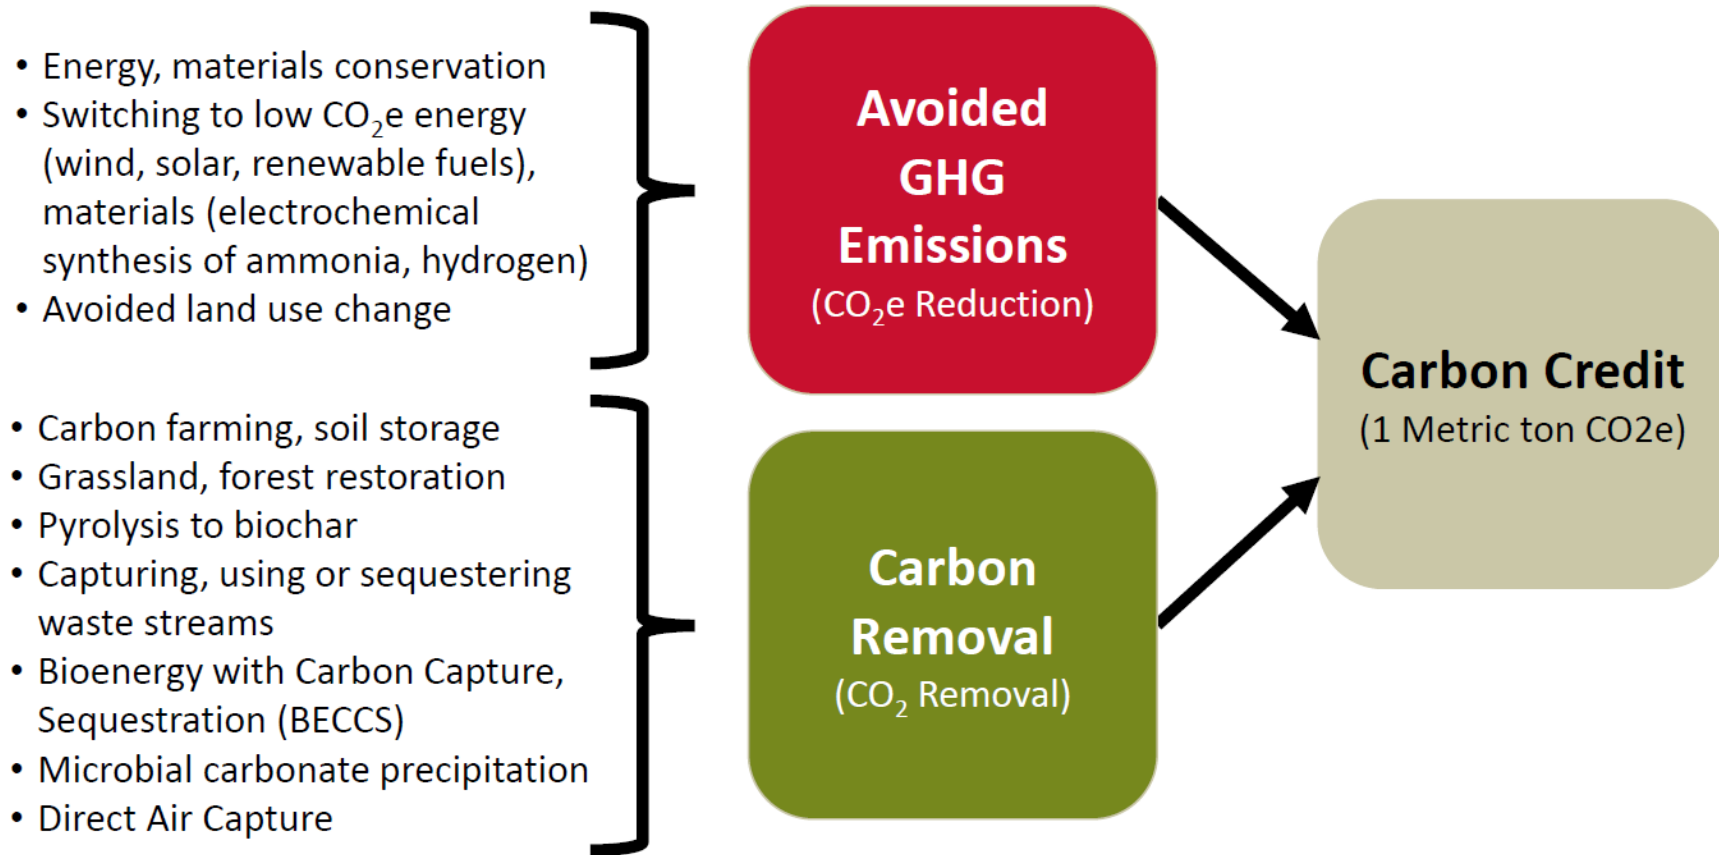 • Energy, materials conservation
• Switching to low CO₂e energy
(wind, solar, renewable fuels),
materials (electrochemical
synthesis of ammonia, hydrogen)
• Avoided land use change
• Carbon farming, soil storage
• Grassland, forest restoration
• Pyrolysis to biochar
• Capturing, using or sequestering
waste streams
• Bioenergy with Carbon Capture,
Sequestration (BECCS)
• Microbial carbonate precipitation
• Direct Air Capture
Avoided
GHG
Emissions
(CO₂e Reduction)
Carbon
Removal
(CO₂ Removal)
Carbon Credit
(1 Metric ton CO2e)